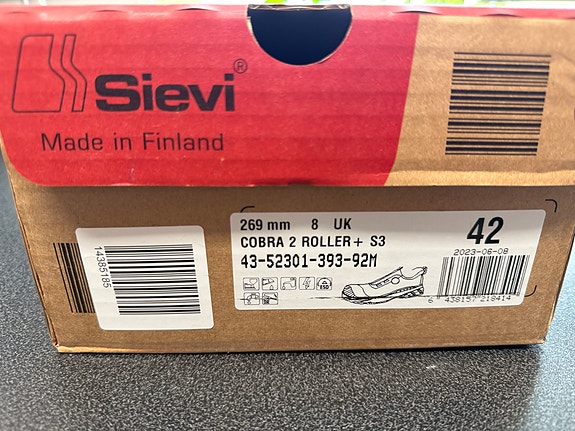 Sievi®
Made in Finland
269 mm 8 UK
COBRA 2 ROLLER+ S3
42
43-52301-393-92M
2023-06-08
ESD
6 438157 218414
14385185